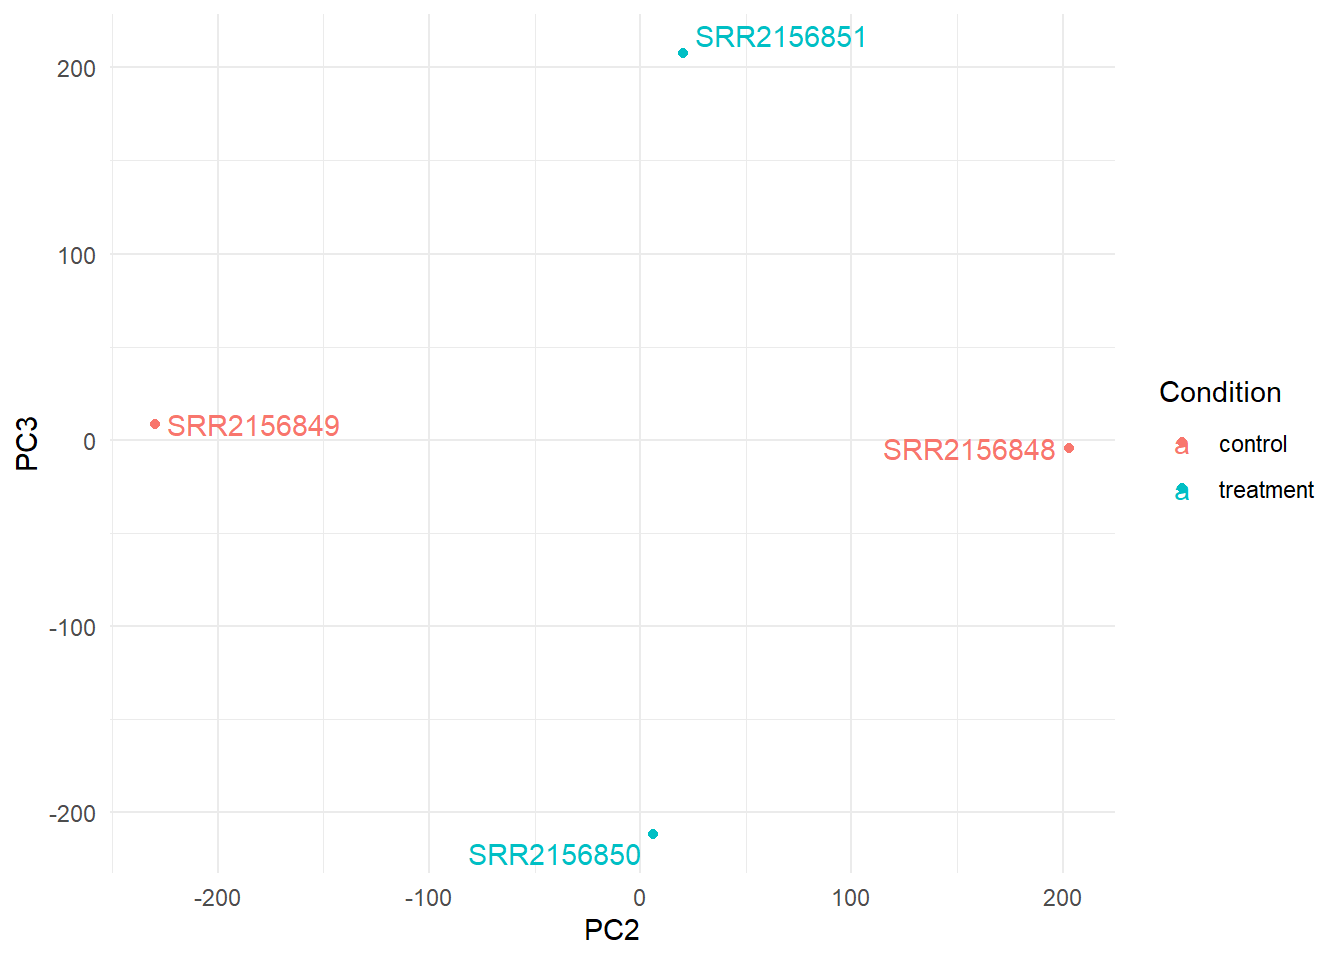 SRR2156851
200
100
SRR2156849
0
SRR2156848
-100
-200
SRR2156850
-200
-100
0
100
200
PC2
PC3
Condition
a control
a treatment